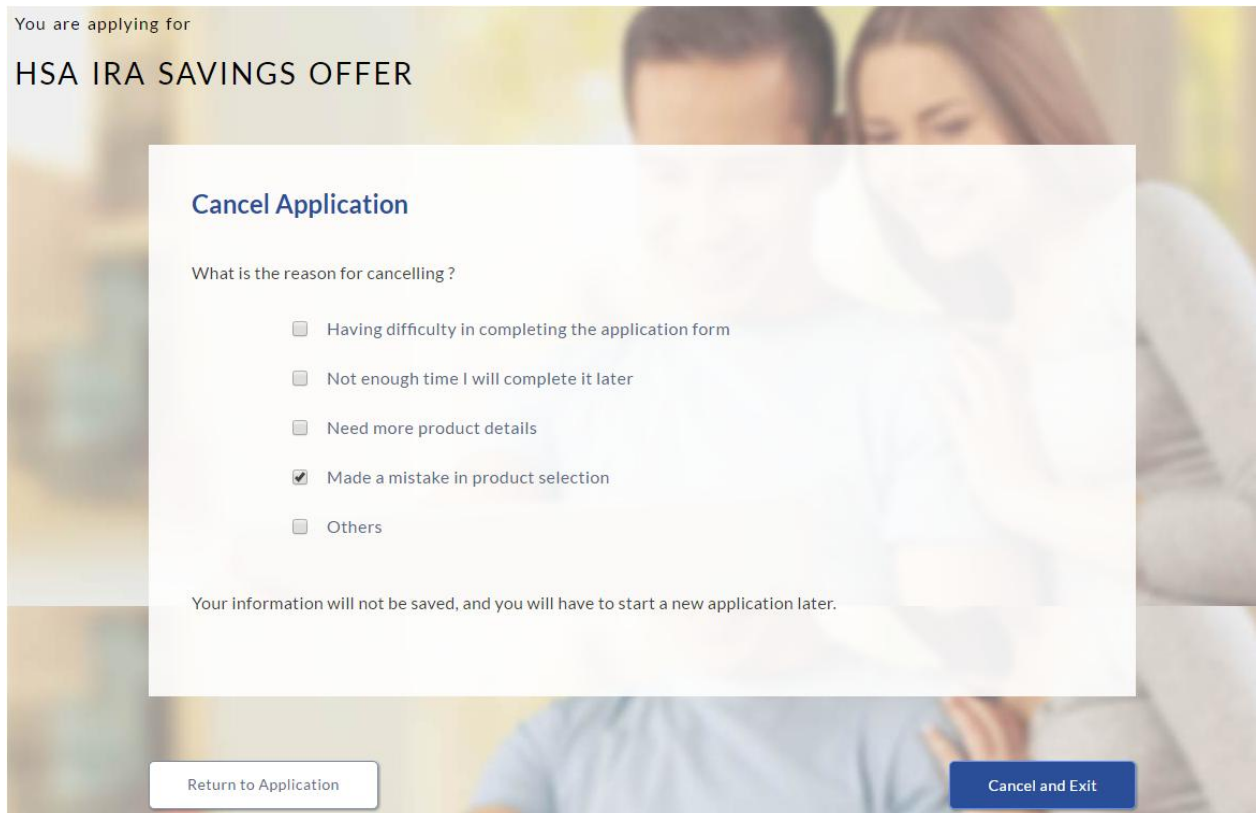 You are applying for
HSA IRA SAVINGS OFFER
Cancel Application
What is the reason for cancelling ?
Having difficulty in completing the application form
Not enough time I will complete it later
Need more product details
Made a mistake in product selection
Others
Your information will not be saved, and you will have to start a new application later.
Return to Application
Cancel and Exit